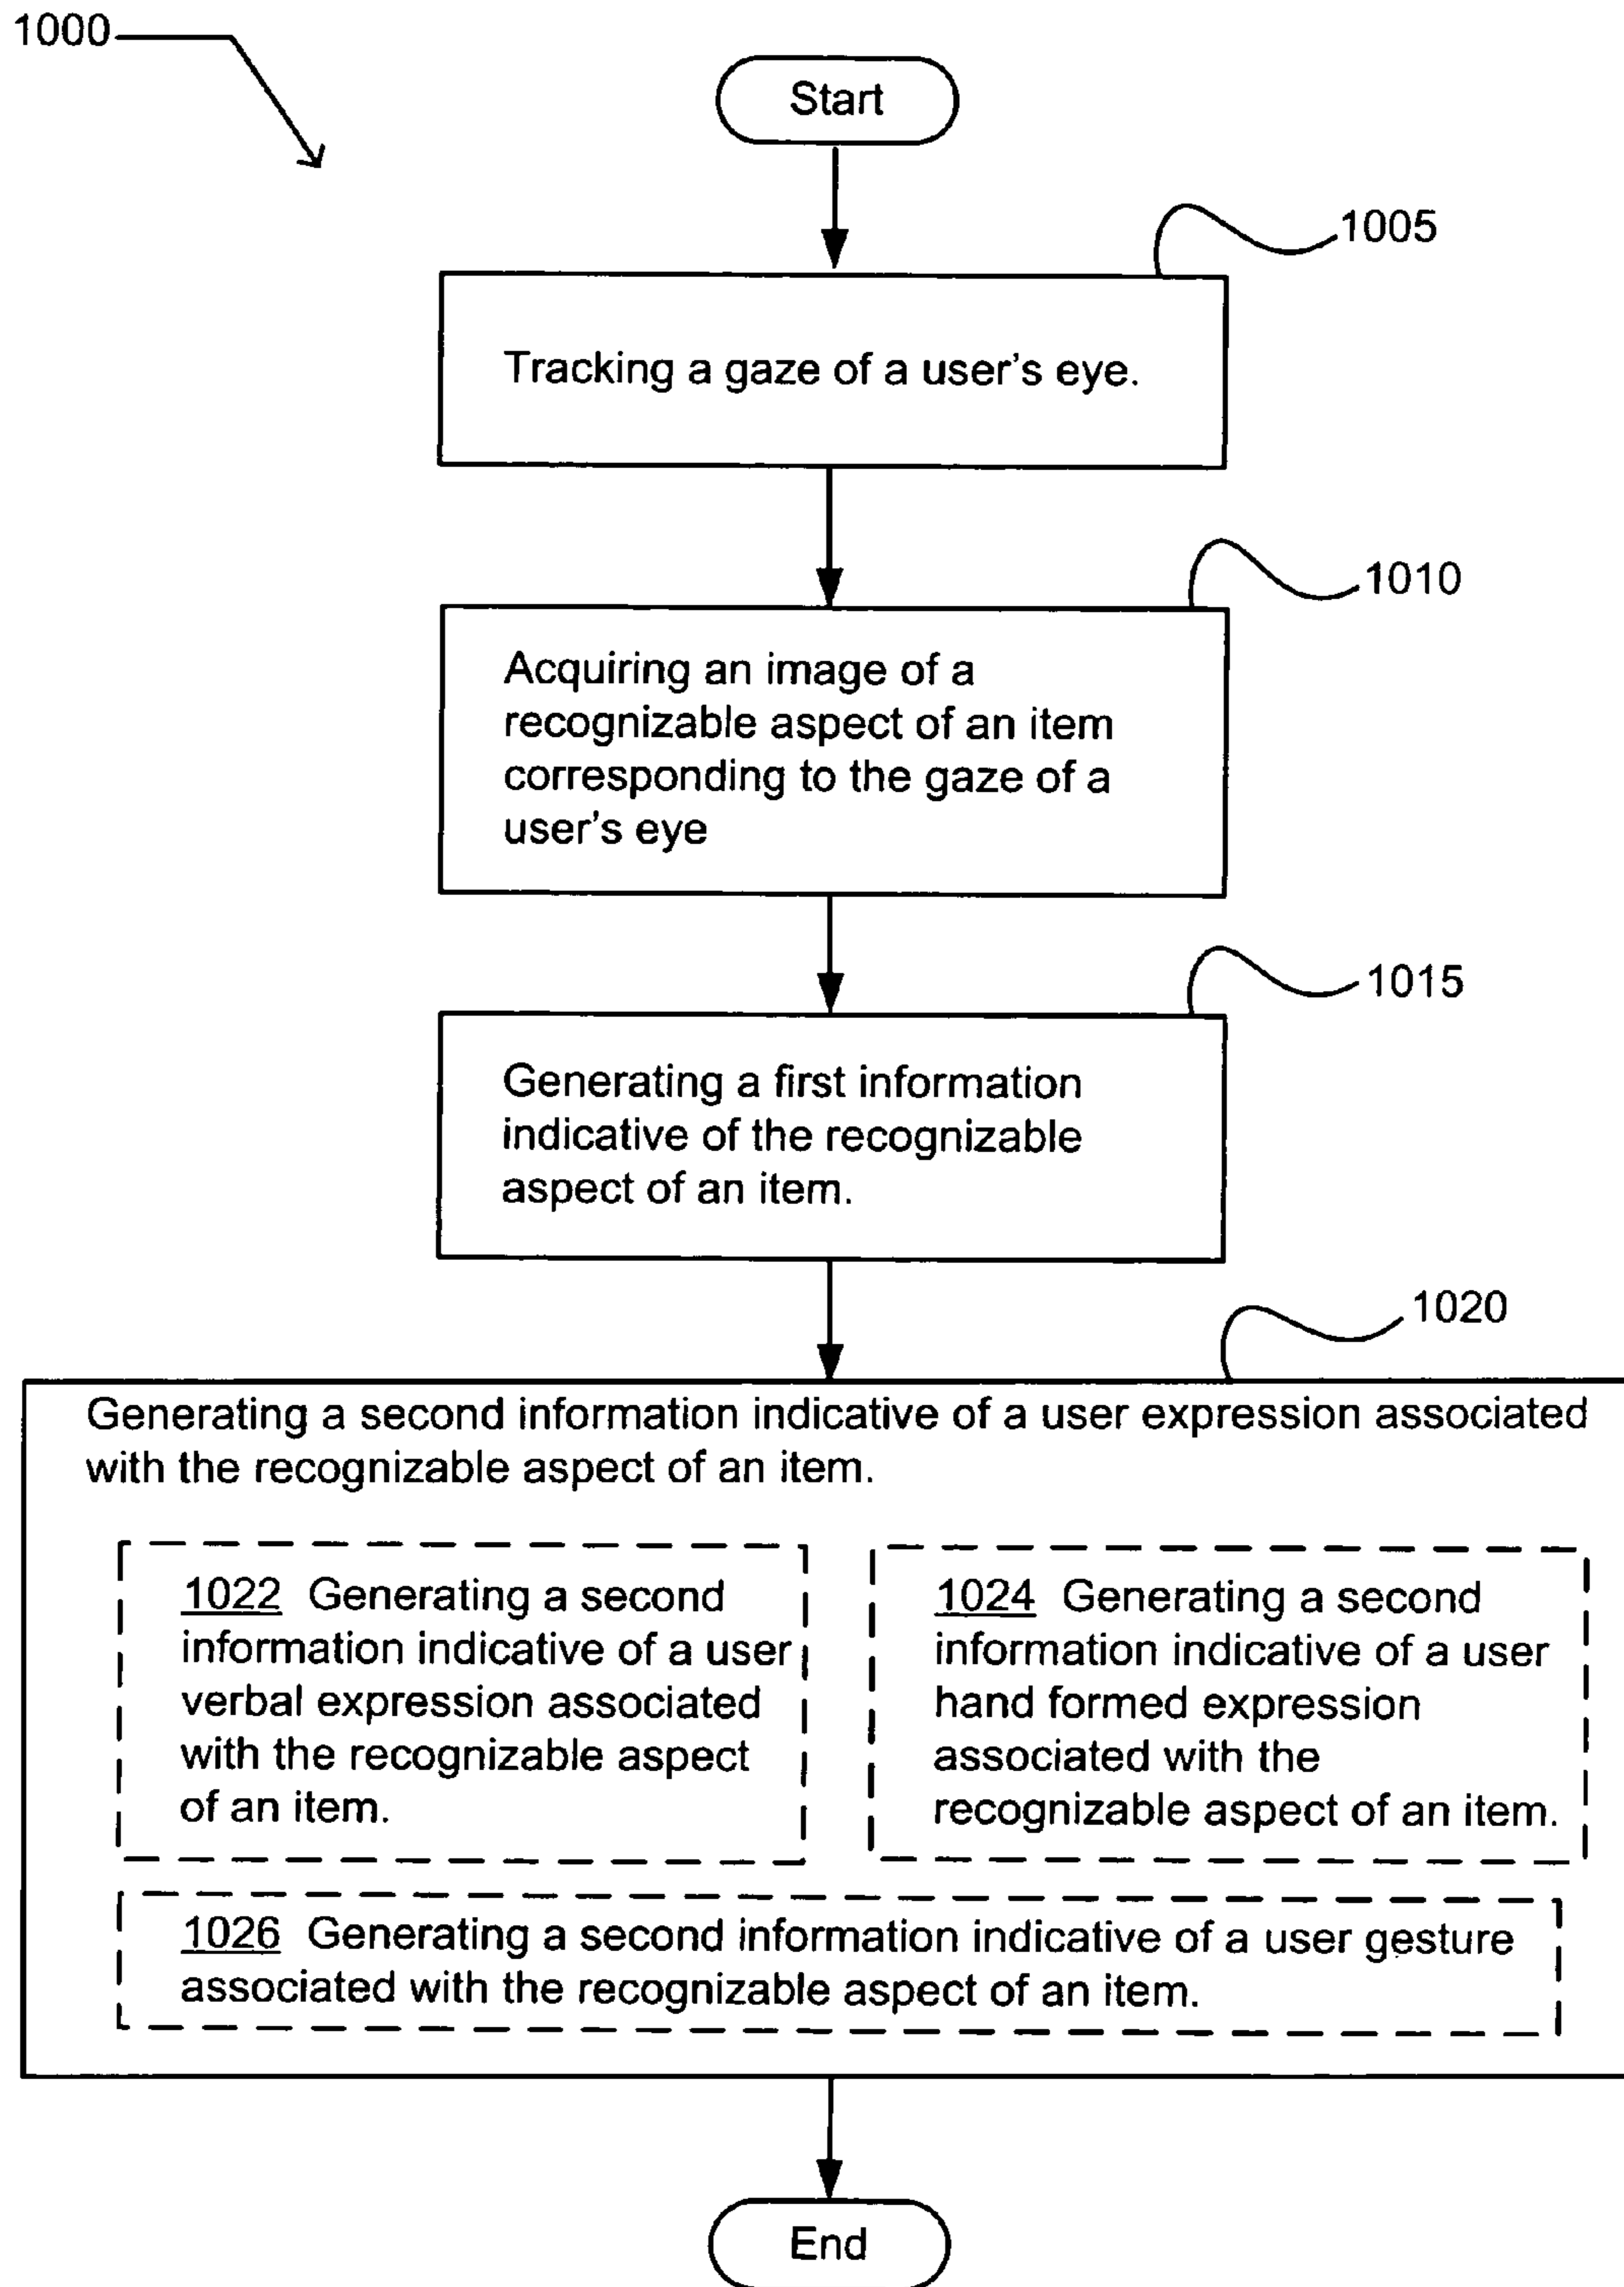 1000
Start
1005
Tracking a gaze of a user's eye.
1010
Acquiring an image of a
recognizable aspect of an item
corresponding to the gaze of a
user's eye
1015
Generating a first information
indicative of the recognizable
aspect of an item.
1020
Generating a second information indicative of a user expression associated
with the recognizable aspect of an item.
1022 Generating a second
information indicative of a user
verbal expression associated
with the recognizable aspect
of an item.
1024 Generating a second
information indicative of a user
hand formed expression
associated with the
recognizable aspect of an item.
1026 Generating a second information indicative of a user gesture
associated with the recognizable aspect of an item.
End